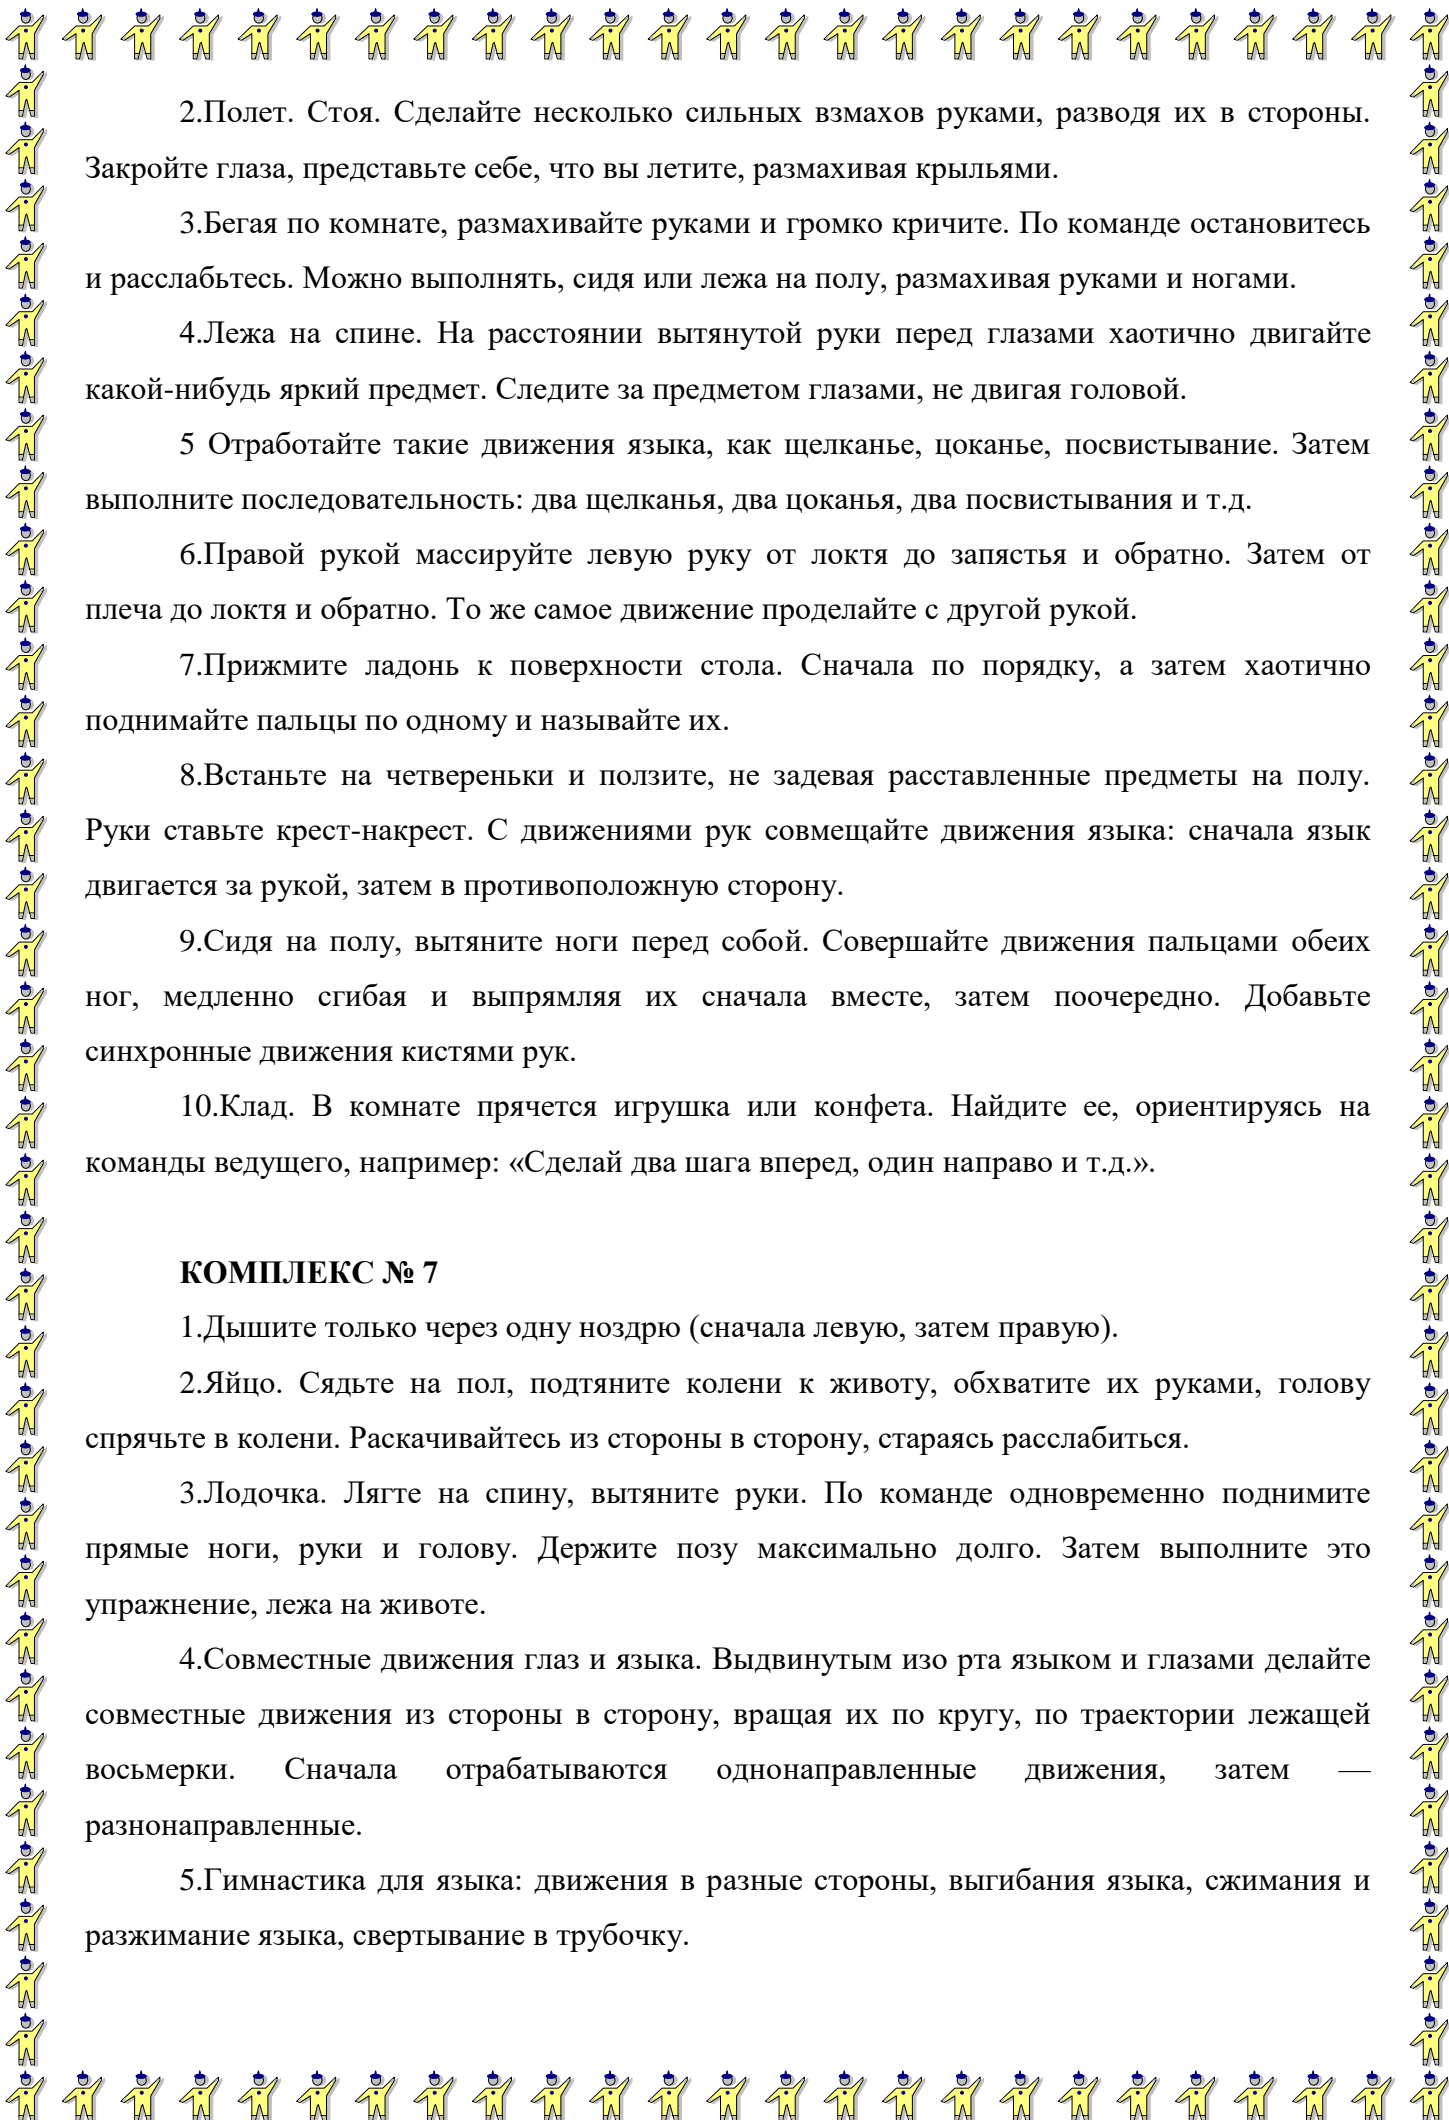 2.Полет. Стоя. Сделайте несколько сильных взмахов руками, разводя их в стороны.
Закройте глаза, представьте себе, что вы летите, размахивая крыльями.
3.Бегая по комнате, размахивайте руками и громко кричите. По команде остановитесь
и расслабьтесь. Можно выполнять, сидя или лежа на полу, размахивая руками и ногами.
4.Лежа на спине. На расстоянии вытянутой руки перед глазами хаотично двигайте
какой-нибудь яркий предмет. Следите за предметом глазами, не двигая головой.
5 Отработайте такие движения языка, как щелканье, цоканье, посвистывание. Затем
выполните последовательность: два щелканья, два цоканья, два посвистывания и т.д.
6.Правой рукой массируйте левую руку от локтя до запястья и обратно. Затем от
плеча до локтя и обратно. То же самое движение проделайте с другой рукой.
7.Прижмите ладонь к поверхности стола. Сначала по порядку, а затем хаотично
поднимайте пальцы по одному и называйте их.
8.Встаньте на четвереньки и ползите, не задевая расставленные предметы на полу.
Руки ставьте крест-накрест. С движениями рук совмещайте движения языка: сначала язык
двигается за рукой, затем в противоположную сторону.
9.Сидя на полу, вытяните ноги перед собой. Совершайте движения пальцами обеих
ног, медленно сгибая и выпрямляя их сначала вместе, затем поочередно. Добавьте
синхронные движения кистями рук.
10.Клад. В комнате прячется игрушка или конфета. Найдите ее, ориентируясь на
команды ведущего, например: «Сделай два шага вперед, один направо и т.д.».
КОМПЛЕКС № 7
1.Дышите только через одну ноздрю (сначала левую, затем правую).
2.Яйцо. Сядьте на пол, подтяните колени к животу, обхватите их руками, голову
спрячьте в колени. Раскачивайтесь из стороны в сторону, стараясь расслабиться.
3.Лодочка. Лягте на спину, вытяните руки. По команде одновременно поднимите
прямые ноги, руки и голову. Держите позу максимально долго. Затем выполните это
упражнение, лежа на животе.
4.Совместные движения глаз и языка. Выдвинутым изо рта языком и глазами делайте
совместные движения из стороны в сторону, вращая их по кругу, по траектории лежащей
восьмерки. Сначала отрабатываются однонаправленные движения, затем —
разнонаправленные.
5.Гимнастика для языка: движения в разные стороны, выгибания языка, сжимания и
разжимание языка, свертывание в трубочку.